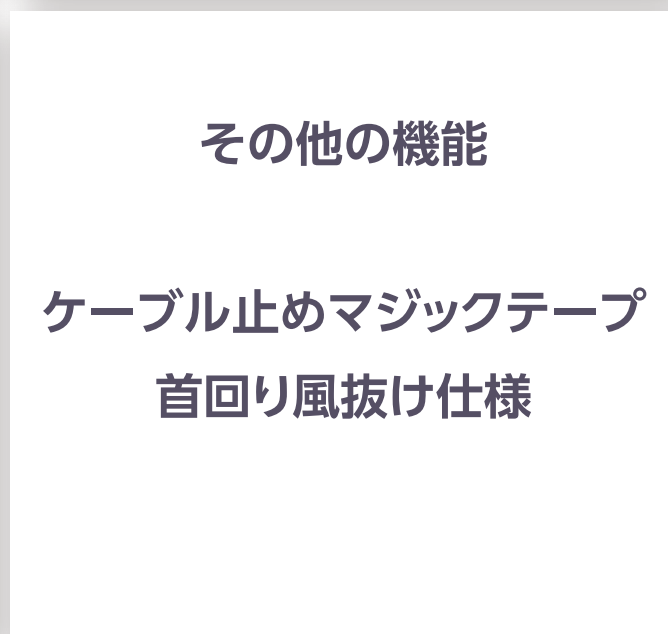 その他の機能
ケーブル止めマジックテープ
首回り風抜け仕様